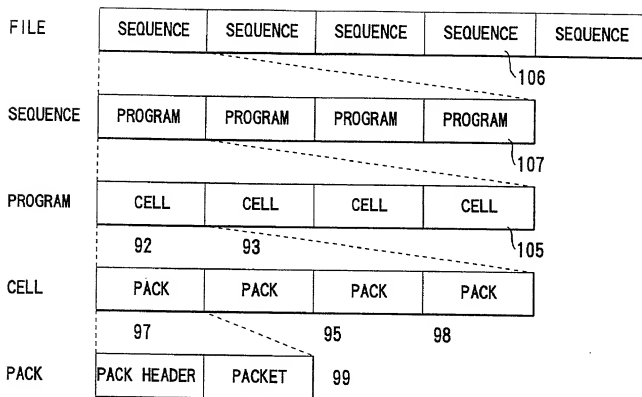 FILE SEQUENCE SEQUENCE SEQUENCE SEQUENCE SEQUENCE
106
SEQUENCE PROGRAM PROGRAM PROGRAM PROGRAM
107
PROGRAM CELL CELL CELL CELL
92 93 105
CELL PACK PACK PACK PACK
97 95 98
PACK PACK HEADER PACKET 99